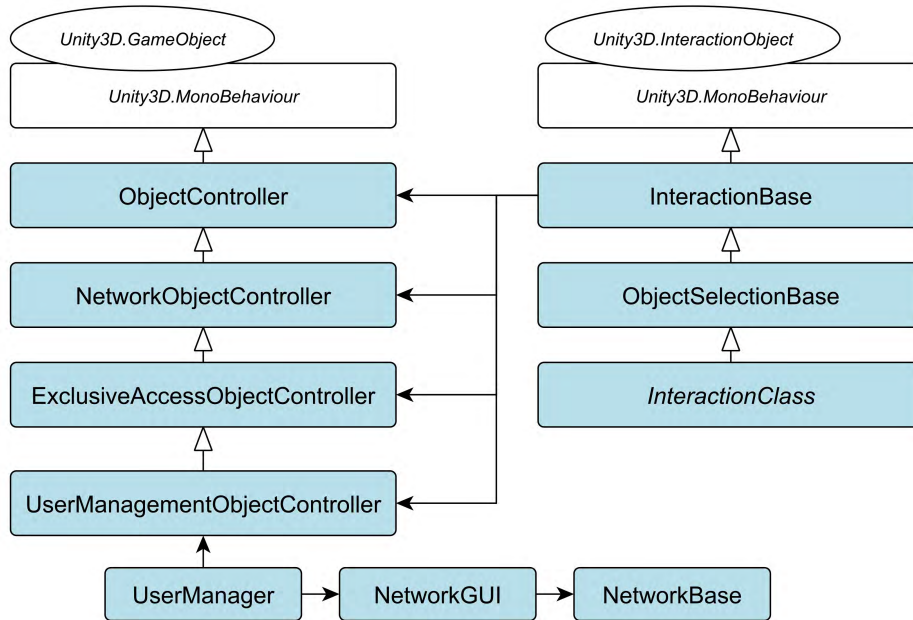 Unity3D.GameObject
Unity3D.MonoBehaviour
ObjectController
NetworkObjectController
ExclusiveAccessObjectController
UserManagementObjectController
Unity3D.InteractionObject
Unity3D.MonoBehaviour
InteractionBase
ObjectSelectionBase
InteractionClass
UserManager
NetworkGUI
NetworkBase